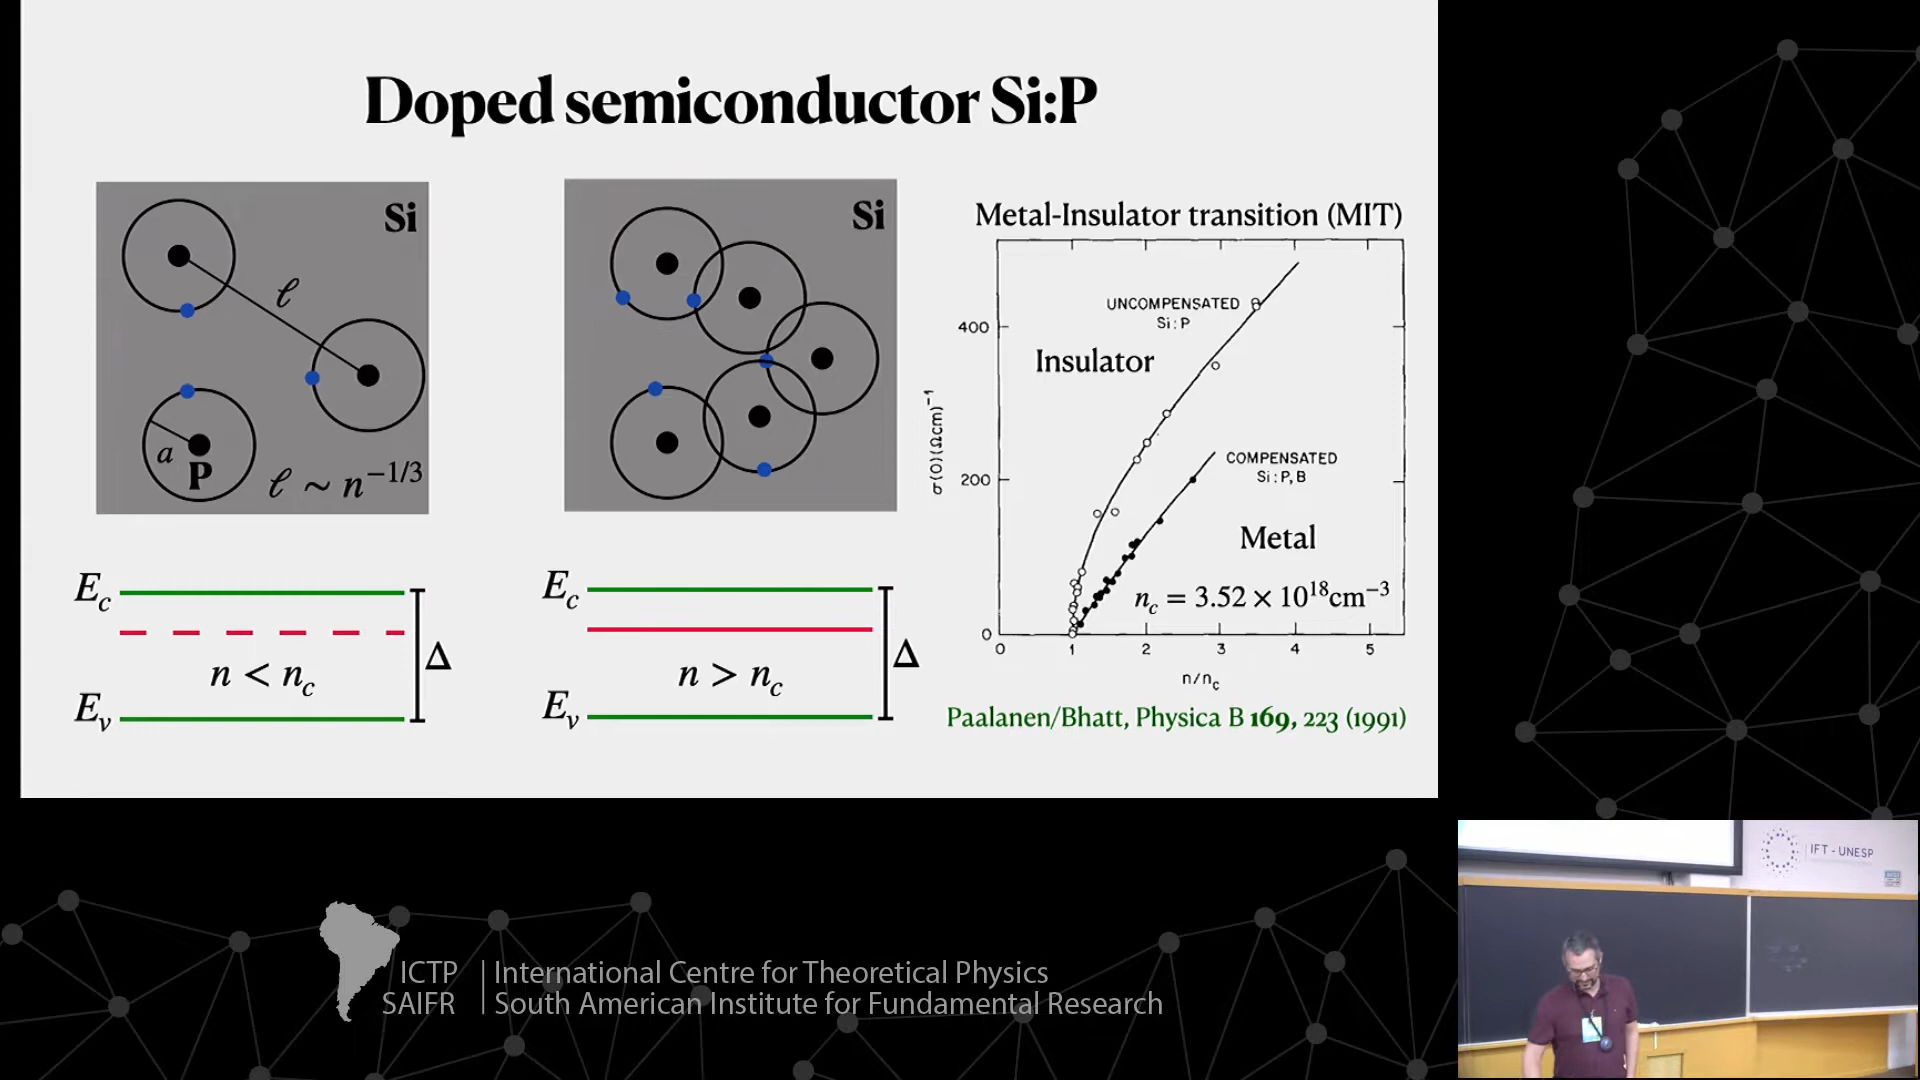 Doped semiconductor Si:P
Si
ℓ
a
P
ℓ ~ n^{-1/3}
E_c
n < n_c
Δ
E_v
Si
E_c
n > n_c
Δ
E_v
Metal-Insulator transition (MIT)
σ(0)(Ωcm)^{-1}
400
200
0
UNCOMPENSATED
Si:P
Insulator
COMPENSATED
Si:P,B
Metal
n_c = 3.52 × 10^{18}cm^{-3}
0 1 2 3 4 5
n/n_c
Paalanen/Bhatt, Physica B 169, 223 (1991)
IFT - UNESP
ICTP | International Centre for Theoretical Physics
SAIFR | South American Institute for Fundamental Research